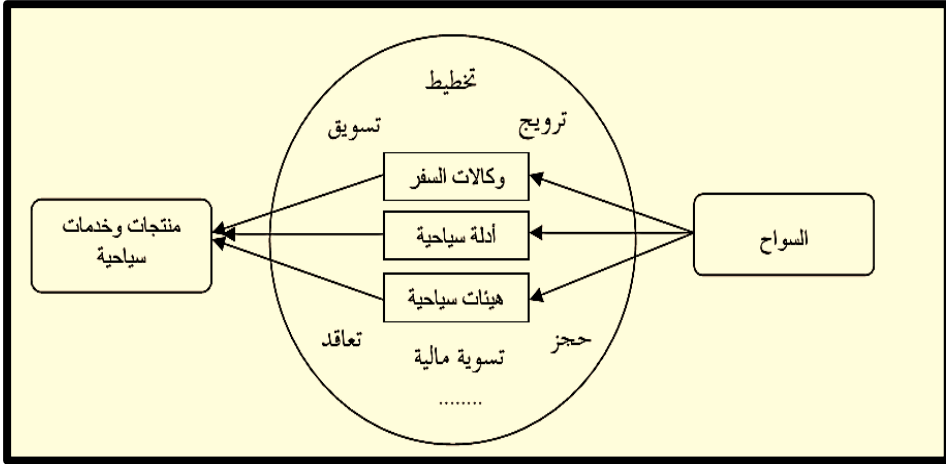 تخطيط
ترويج
تسويق
وكالات السفر
السواح
أدلة سياحية
منتجات وخدمات
سياحية
هيئات سياحية
حجز
تسوية مالية
تعاقد
........